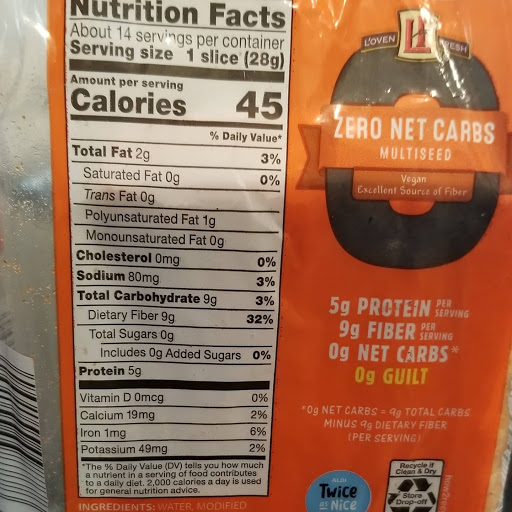 Nutrition Facts
About 14 servings per container
Serving size 1 slice (28g)
Amount per serving
Calories 45
% Daily Value*
Total Fat 2g 3%
Saturated Fat 0g 0%
Trans Fat 0g
Polyunsaturated Fat 1g
Monounsaturated Fat 0g
Cholesterol 0mg 0%
Sodium 80mg 3%
Total Carbohydrate 9g 3%
Dietary Fiber 9g 32%
Total Sugars 0g
Includes 0g Added Sugars 0%
Protein 5g
Vitamin D 0mcg 0%
Calcium 19mg 2%
Iron 1mg 6%
Potassium 49mg 2%
*The % Daily Value (DV) tells you how much
a nutrient in a serving of food contributes
to a daily diet. 2,000 calories a day is used
for general nutrition advice.
INGREDIENTS: WATER, MODIFIED
L'OVEN FRESH
ZERO NET CARBS
MULTISEED
Vegan
Excellent Source of Fiber
5g PROTEIN PER SERVING
9g FIBER PER SERVING
0g NET CARBS*
0g GUILT
*0g NET CARBS = 9g TOTAL CARBS
MINUS 9g DIETARY FIBER
(PER SERVING)
ALDI
Twice
as Nice
Recycle if
Clean & Dry
Store
Drop-off